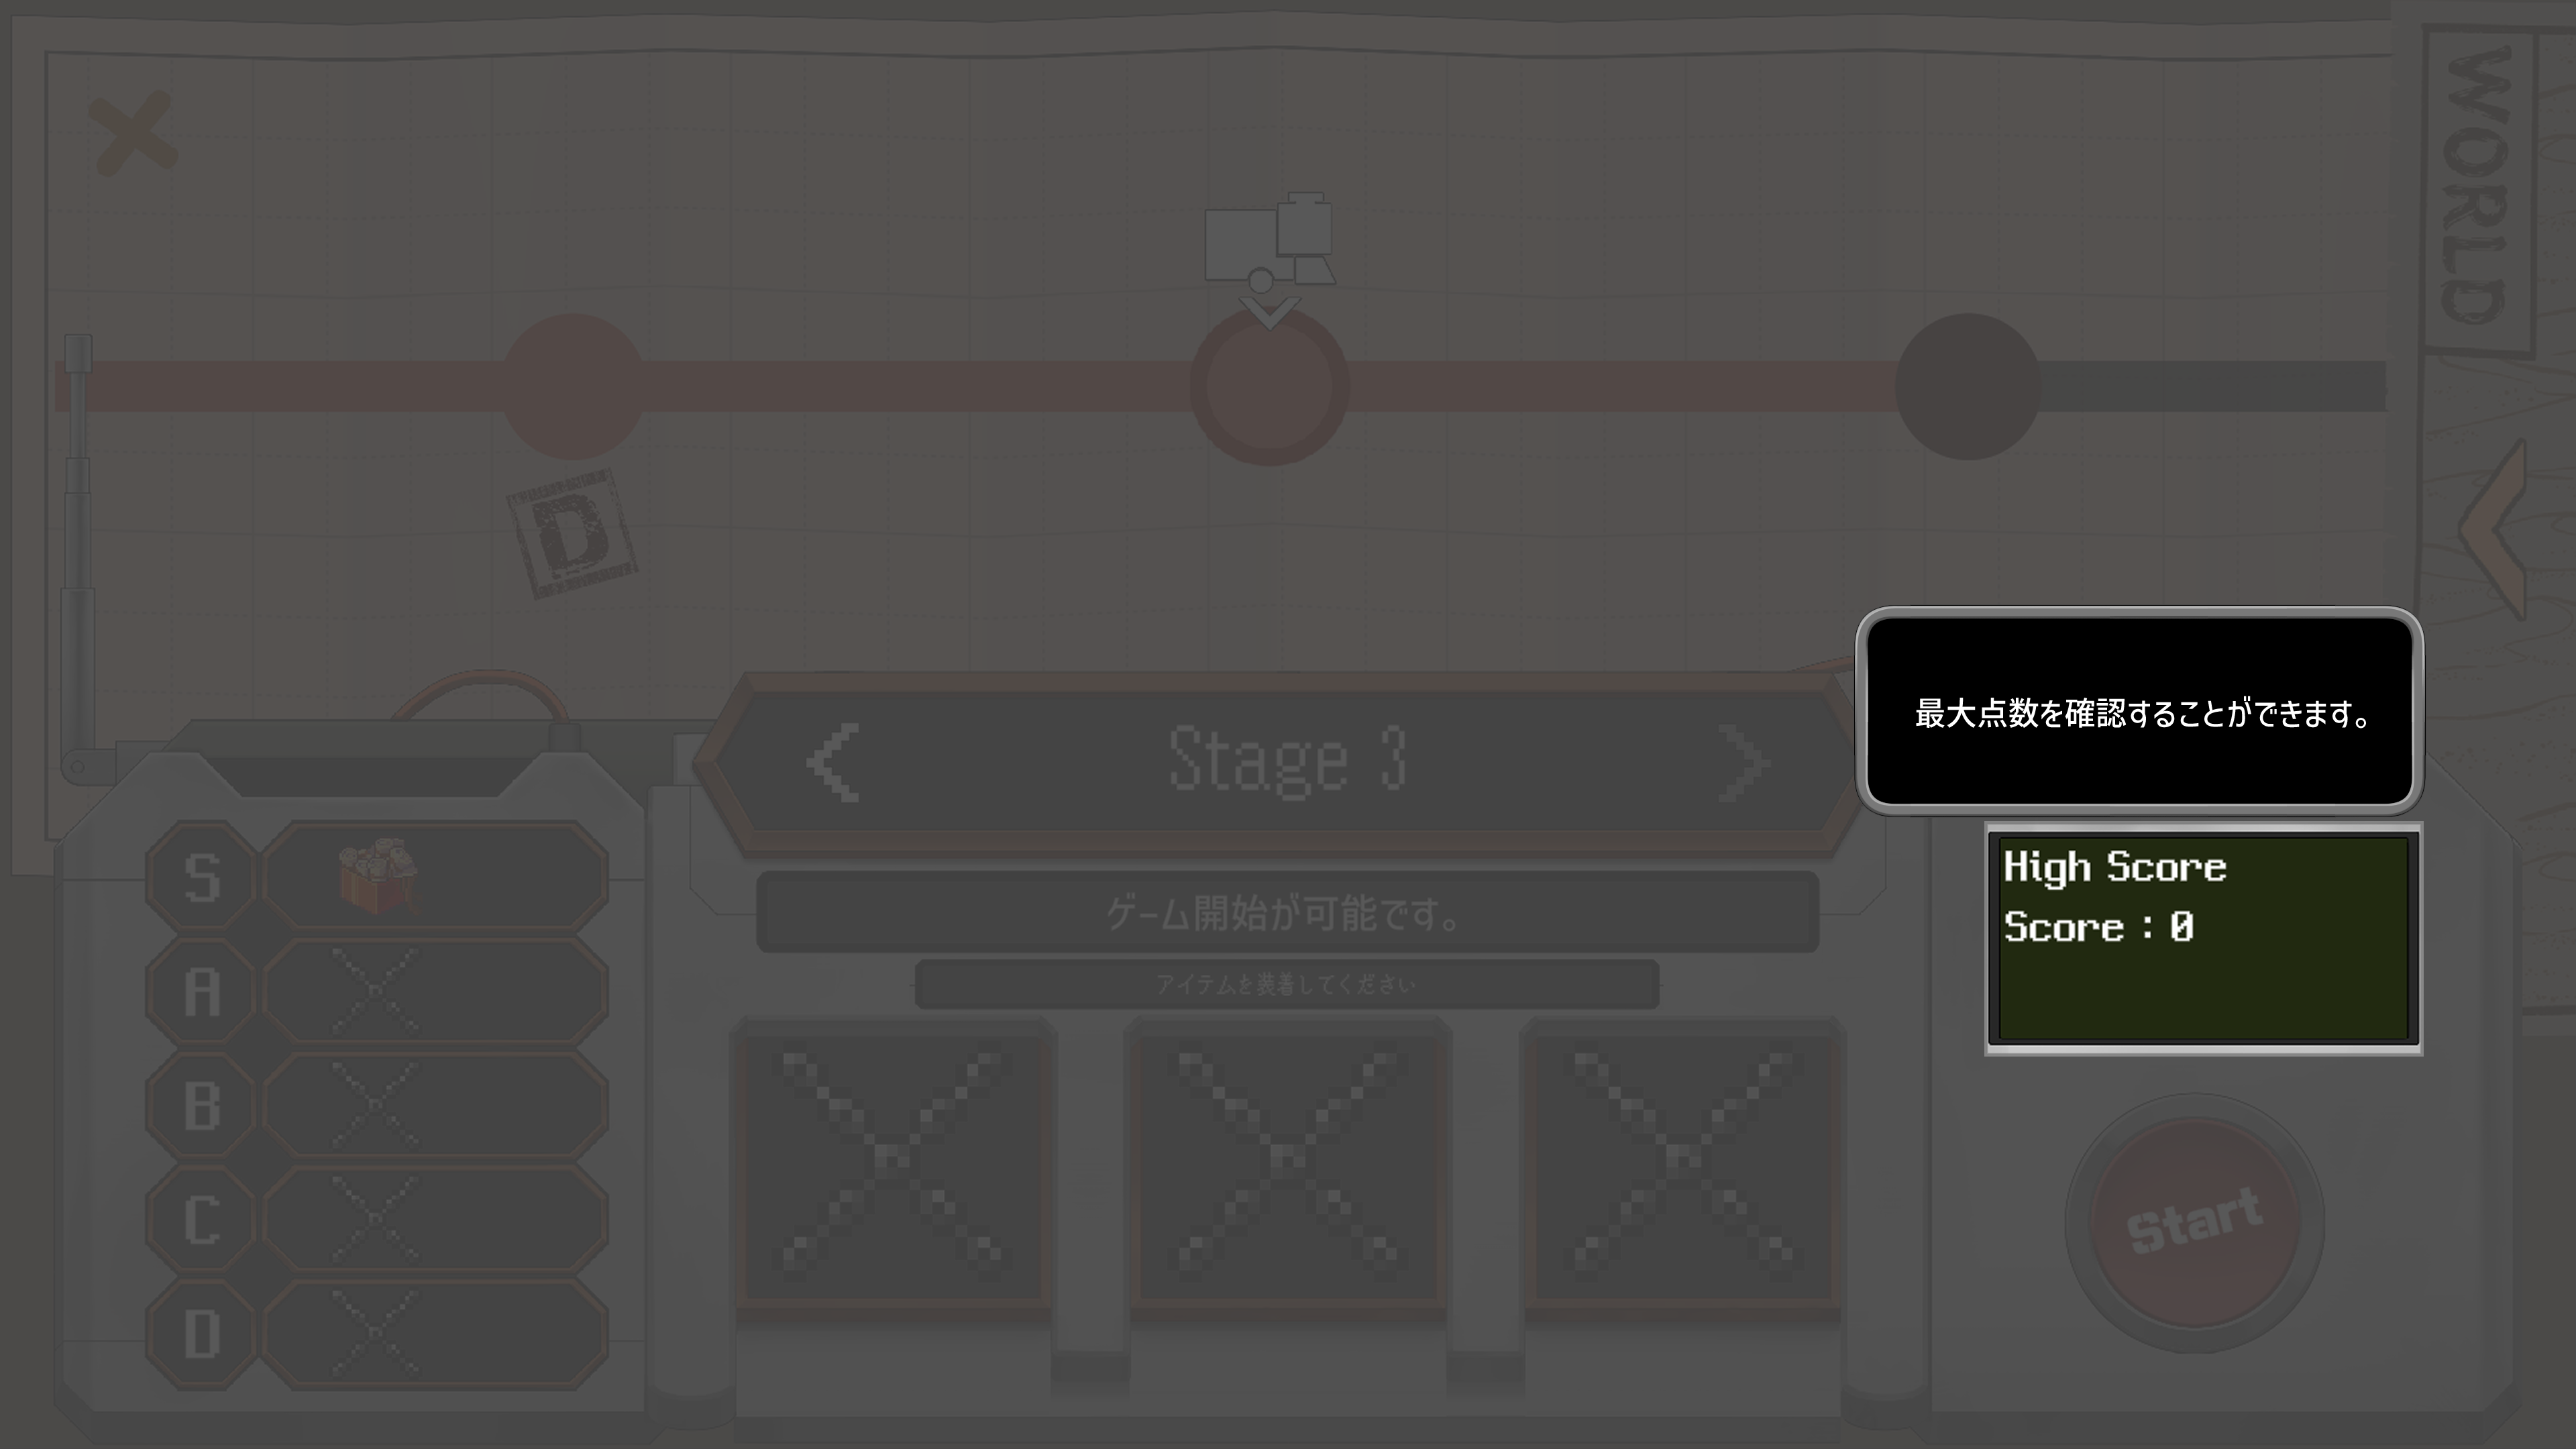 WORLD
D
最大点数を確認することができます。
Stage 3
High Score
Score : 0
ゲーム開始が可能です。
アイテムを装着してください
S
A
B
C
D
Start